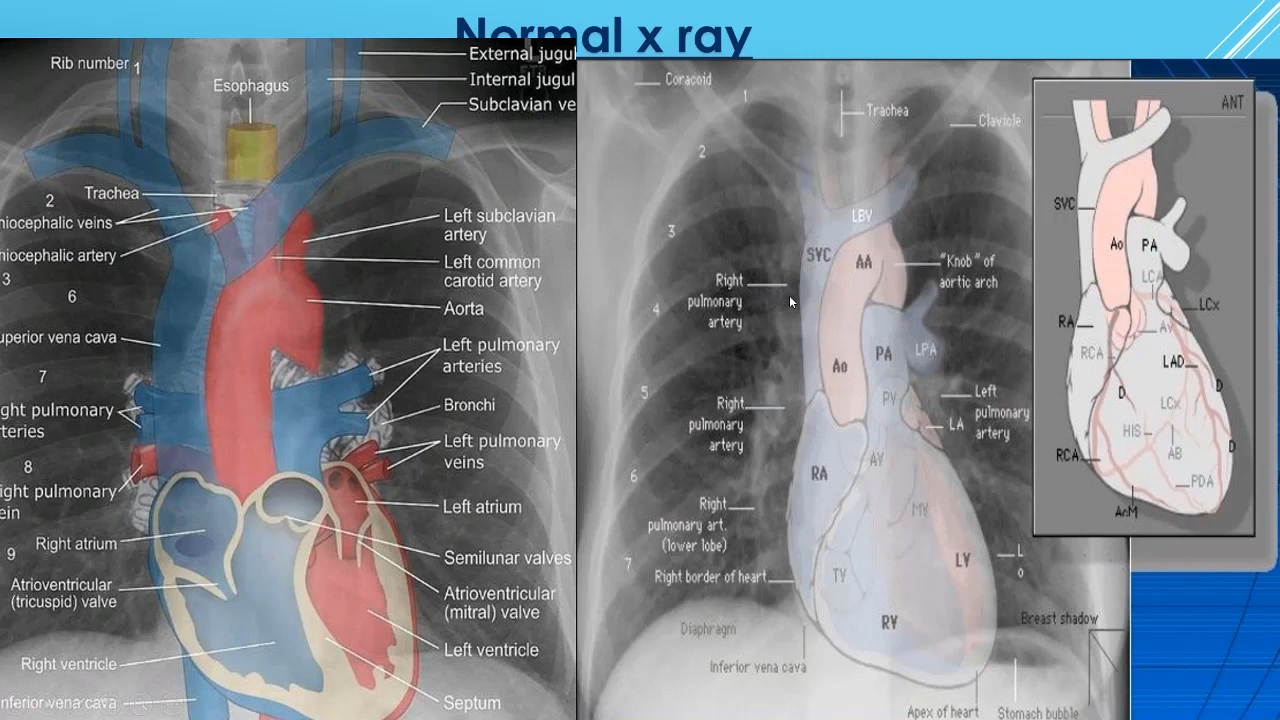 Normal x ray
Rib number 1
Esophagus
External jugu
Internal jugul
Subclavian ve
2
Trachea
hiocephalic veins
hiocephalic artery
3
6
uperior vena cava
7
ght pulmonary
teries
8
ight pulmonary
ein
9
Right atrium
Atrioventricular
(tricuspid) valve
Right ventricle
nferior vena cava
Left subclavian
artery
Left common
carotid artery
Aorta
Left pulmonary
arteries
Bronchi
Left pulmonary
veins
Left atrium
Semilunar valves
Atrioventricular
(mitral) valve
Left ventricle
Septum
Coracoid
1
Trachea
Clavicle
2
3
LBV
SVC
AA
"Knob" of
aortic arch
Right
pulmonary
artery
4
Ao
PA
LPA
5
Right
pulmonary
artery
PV
LA
Left
pulmonary
artery
RA
AV
6
Right
pulmonary art.
(lower lobe)
MV
7
Right border of heart
TV
LV
L
o
RV
Diaphragm
Inferior vena cava
Breast shadow
Apex of heart
Stomach bubble
ANT
SVC
Ao
PA
LCA
LCx
RA
AV
RCA
LAD
D
D
LCx
HIS
AB
D
RCA
PDA
AcM